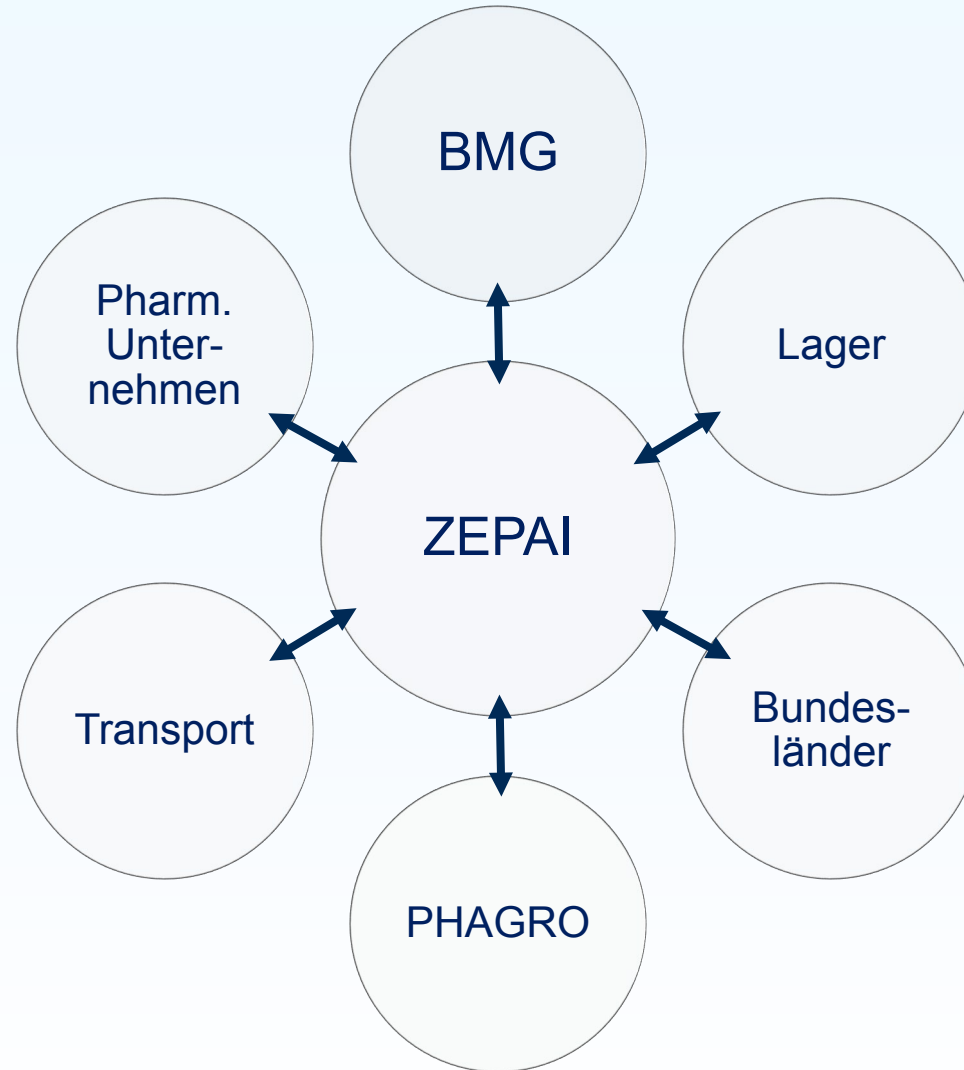 BMG
Pharm.
Unter-
nehmen
Lager
ZEPAI
Transport
Bundes-
länder
PHAGRO